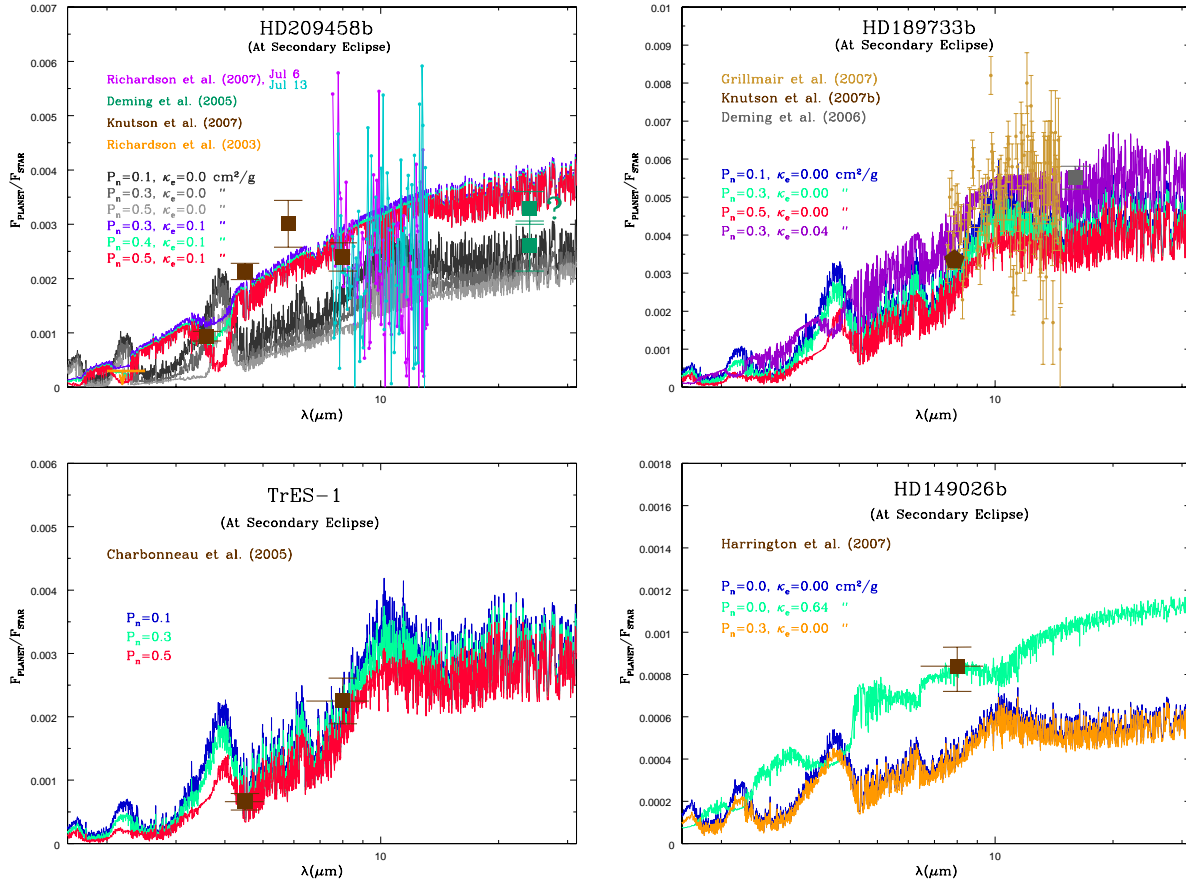 HD209458b
(At Secondary Eclipse)
Richardson et al. (2007), Jul 6
Jul 13
Deming et al. (2005)
Knutson et al. (2007)
Richardson et al. (2003)
Pₙ=0.1, κₑ=0.0 cm²/g
Pₙ=0.3, κₑ=0.0 "
Pₙ=0.5, κₑ=0.0 "
Pₙ=0.3, κₑ=0.1 "
Pₙ=0.4, κₑ=0.1 "
Pₙ=0.5, κₑ=0.1 "
?
0.007
0.006
0.005
0.004
0.003
0.002
0.001
0
F_PLANET/F_STAR
10
λ(μm)
HD189733b
(At Secondary Eclipse)
Grillmair et al. (2007)
Knutson et al. (2007b)
Deming et al. (2006)
Pₙ=0.1, κₑ=0.00 cm²/g
Pₙ=0.3, κₑ=0.00 "
Pₙ=0.5, κₑ=0.00 "
Pₙ=0.3, κₑ=0.04 "
0.010
0.009
0.008
0.007
0.006
0.005
0.004
0.003
0.002
0.001
0
F_PLANET/F_STAR
10
λ(μm)
TrES-1
(At Secondary Eclipse)
Charbonneau et al. (2005)
Pₙ=0.1
Pₙ=0.3
Pₙ=0.5
0.006
0.005
0.004
0.003
0.002
0.001
0
F_PLANET/F_STAR
10
λ(μm)
HD149026b
(At Secondary Eclipse)
Harrington et al. (2007)
Pₙ=0.0, κₑ=0.00 cm²/g
Pₙ=0.0, κₑ=0.64 "
Pₙ=0.3, κₑ=0.00 "
0.0018
0.0016
0.0014
0.0012
0.0010
0.0008
0.0006
0.0004
0.0002
0
F_PLANET/F_STAR
10
λ(μm)